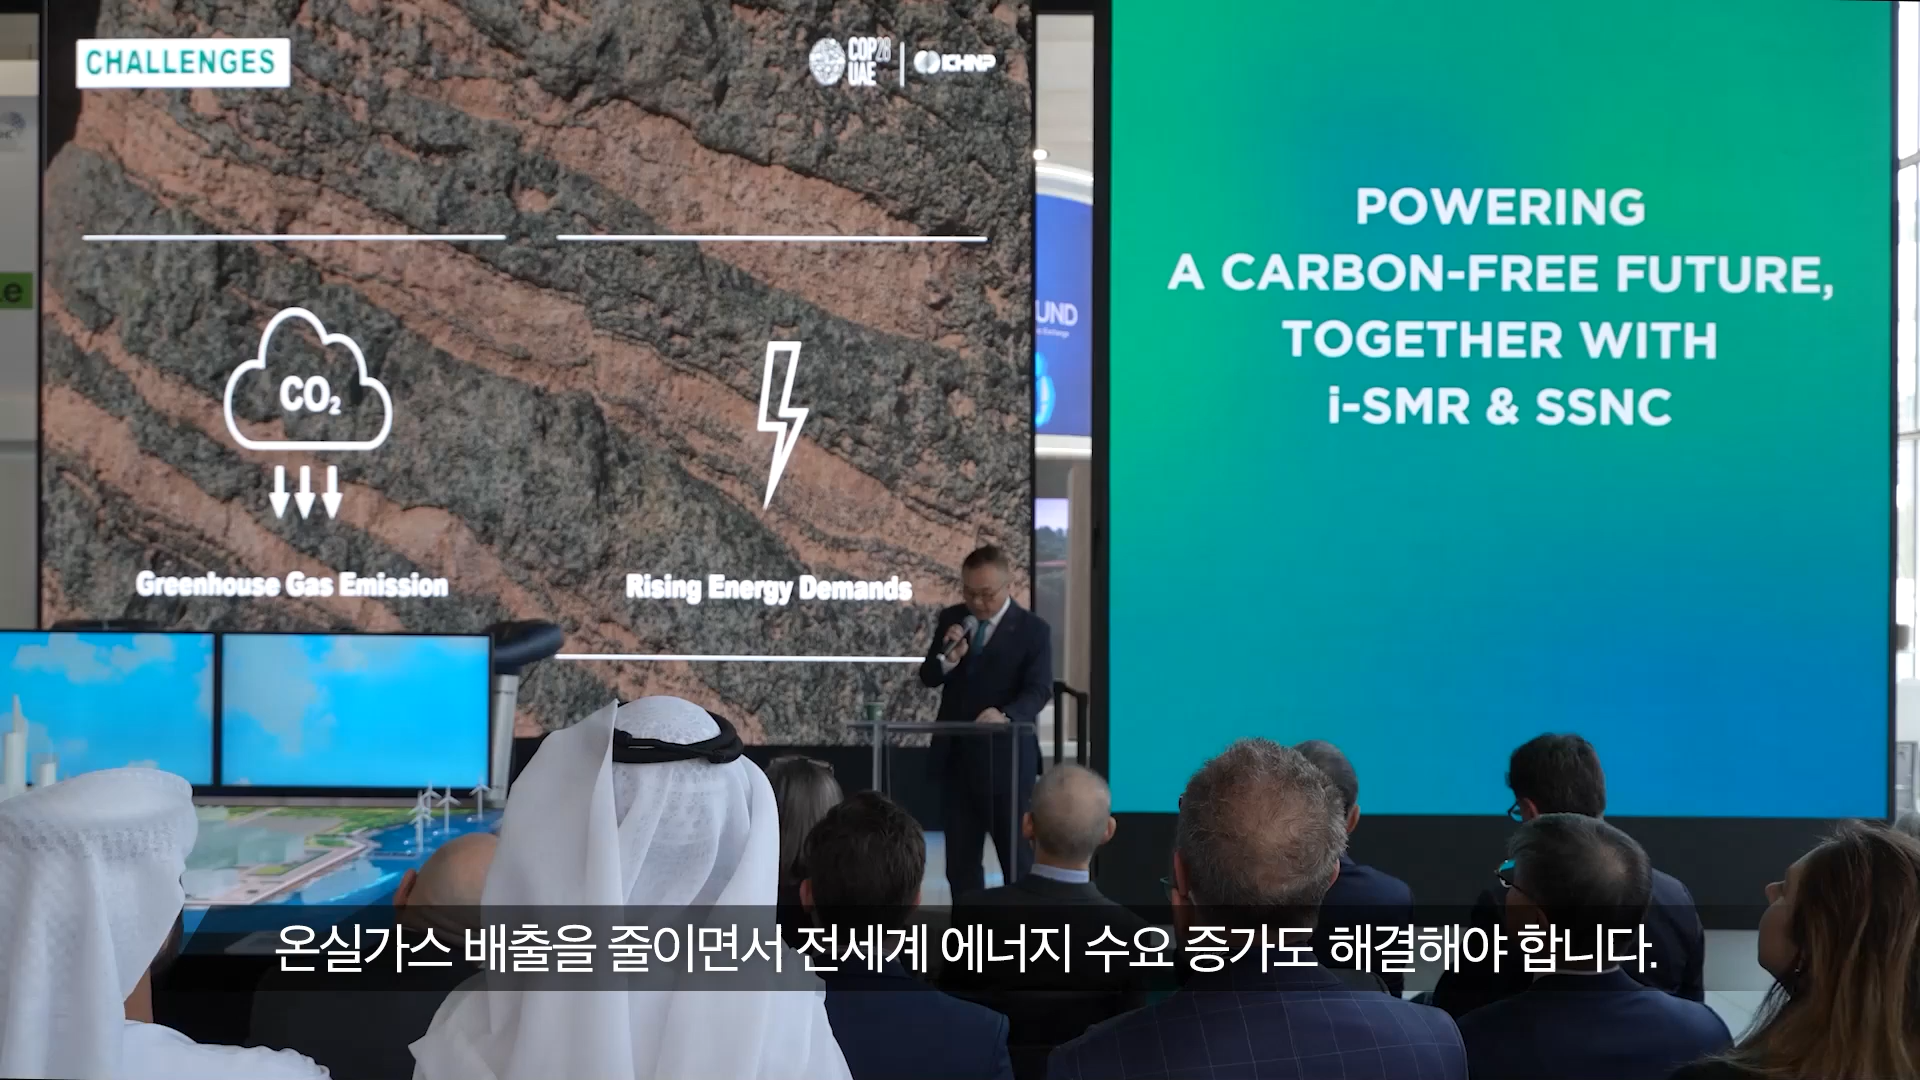 CHALLENGES
COP28
UAE
KHNP
CO₂
Greenhouse Gas Emission
Rising Energy Demands
POWERING
A CARBON-FREE FUTURE,
TOGETHER WITH
i-SMR & SSNC
UND
온실가스 배출을 줄이면서 전세계 에너지 수요 증가도 해결해야 합니다.